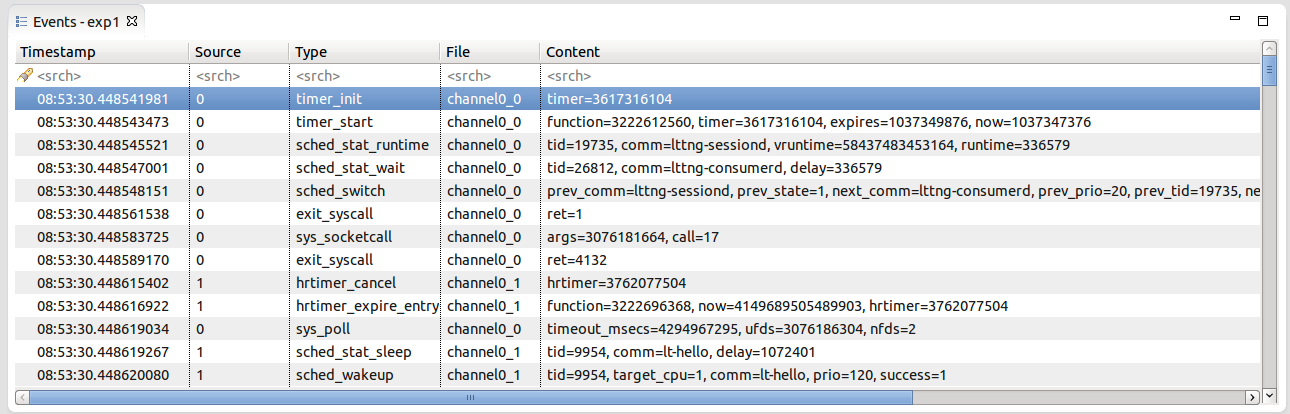 Events - exp1
Timestamp Source Type File Content
<srch> <srch> <srch> <srch> <srch>
08:53:30.448541981 0 timer_init channel0_0 timer=3617316104
08:53:30.448543473 0 timer_start channel0_0 function=3222612560, timer=3617316104, expires=1037349876, now=1037347376
08:53:30.448545521 0 sched_stat_runtime channel0_0 tid=19735, comm=lttng-sessiond, vruntime=58437483453164, runtime=336579
08:53:30.448547001 0 sched_stat_wait channel0_0 tid=26812, comm=lttng-consumerd, delay=336579
08:53:30.448548151 0 sched_switch channel0_0 prev_comm=lttng-sessiond, prev_state=1, next_comm=lttng-consumerd, prev_prio=20, prev_tid=19735, ne
08:53:30.448561538 0 exit_syscall channel0_0 ret=1
08:53:30.448583725 0 sys_socketcall channel0_0 args=3076181664, call=17
08:53:30.448589170 0 exit_syscall channel0_0 ret=4132
08:53:30.448615402 1 hrtimer_cancel channel0_1 hrtimer=3762077504
08:53:30.448616922 1 hrtimer_expire_entry channel0_1 function=3222696368, now=4149689505489903, hrtimer=3762077504
08:53:30.448619034 0 sys_poll channel0_0 timeout_msecs=4294967295, ufds=3076186304, nfds=2
08:53:30.448619267 1 sched_stat_sleep channel0_1 tid=9954, comm=lt-hello, delay=1072401
08:53:30.448620080 1 sched_wakeup channel0_1 tid=9954, target_cpu=1, comm=lt-hello, prio=120, success=1